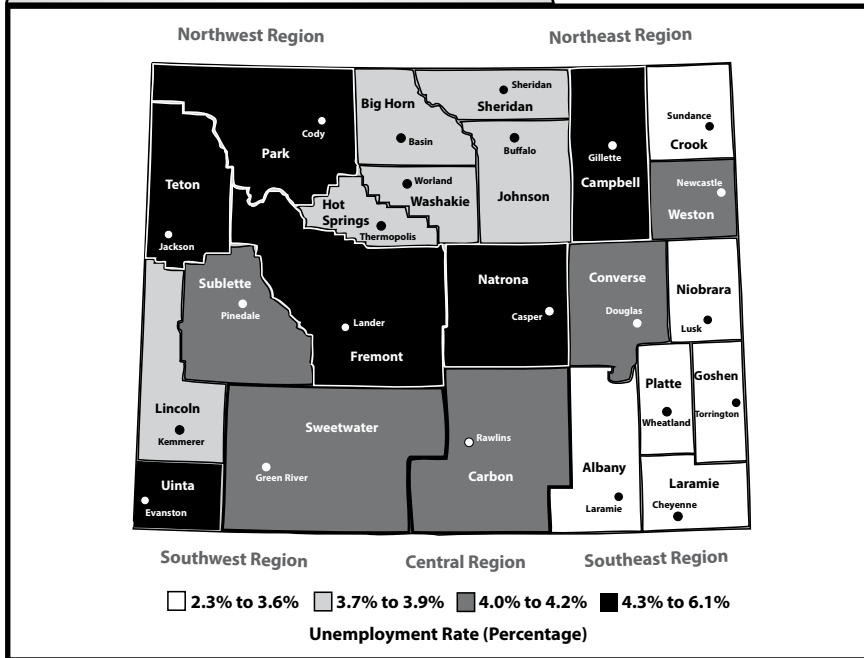 Northwest Region
Northeast Region
Sheridan
Big Horn
Sheridan
Sundance
Cody
Basin
Buffalo
Gillette
Crook
Park
Teton
Worland
Washakie
Johnson
Campbell
Newcastle
Weston
Hot
Springs
Thermopolis
Jackson
Sublette
Natrona
Converse
Niobrara
Pinedale
Lander
Casper
Douglas
Lusk
Fremont
Platte
Goshen
Lincoln
Wheatland
Torrington
Kemmerer
Sweetwater
Rawlins
Green River
Carbon
Albany
Laramie
Uinta
Evanston
Laramie
Cheyenne
Southwest Region
Central Region
Southeast Region
2.3% to 3.6%
3.7% to 3.9%
4.0% to 4.2%
4.3% to 6.1%
Unemployment Rate (Percentage)